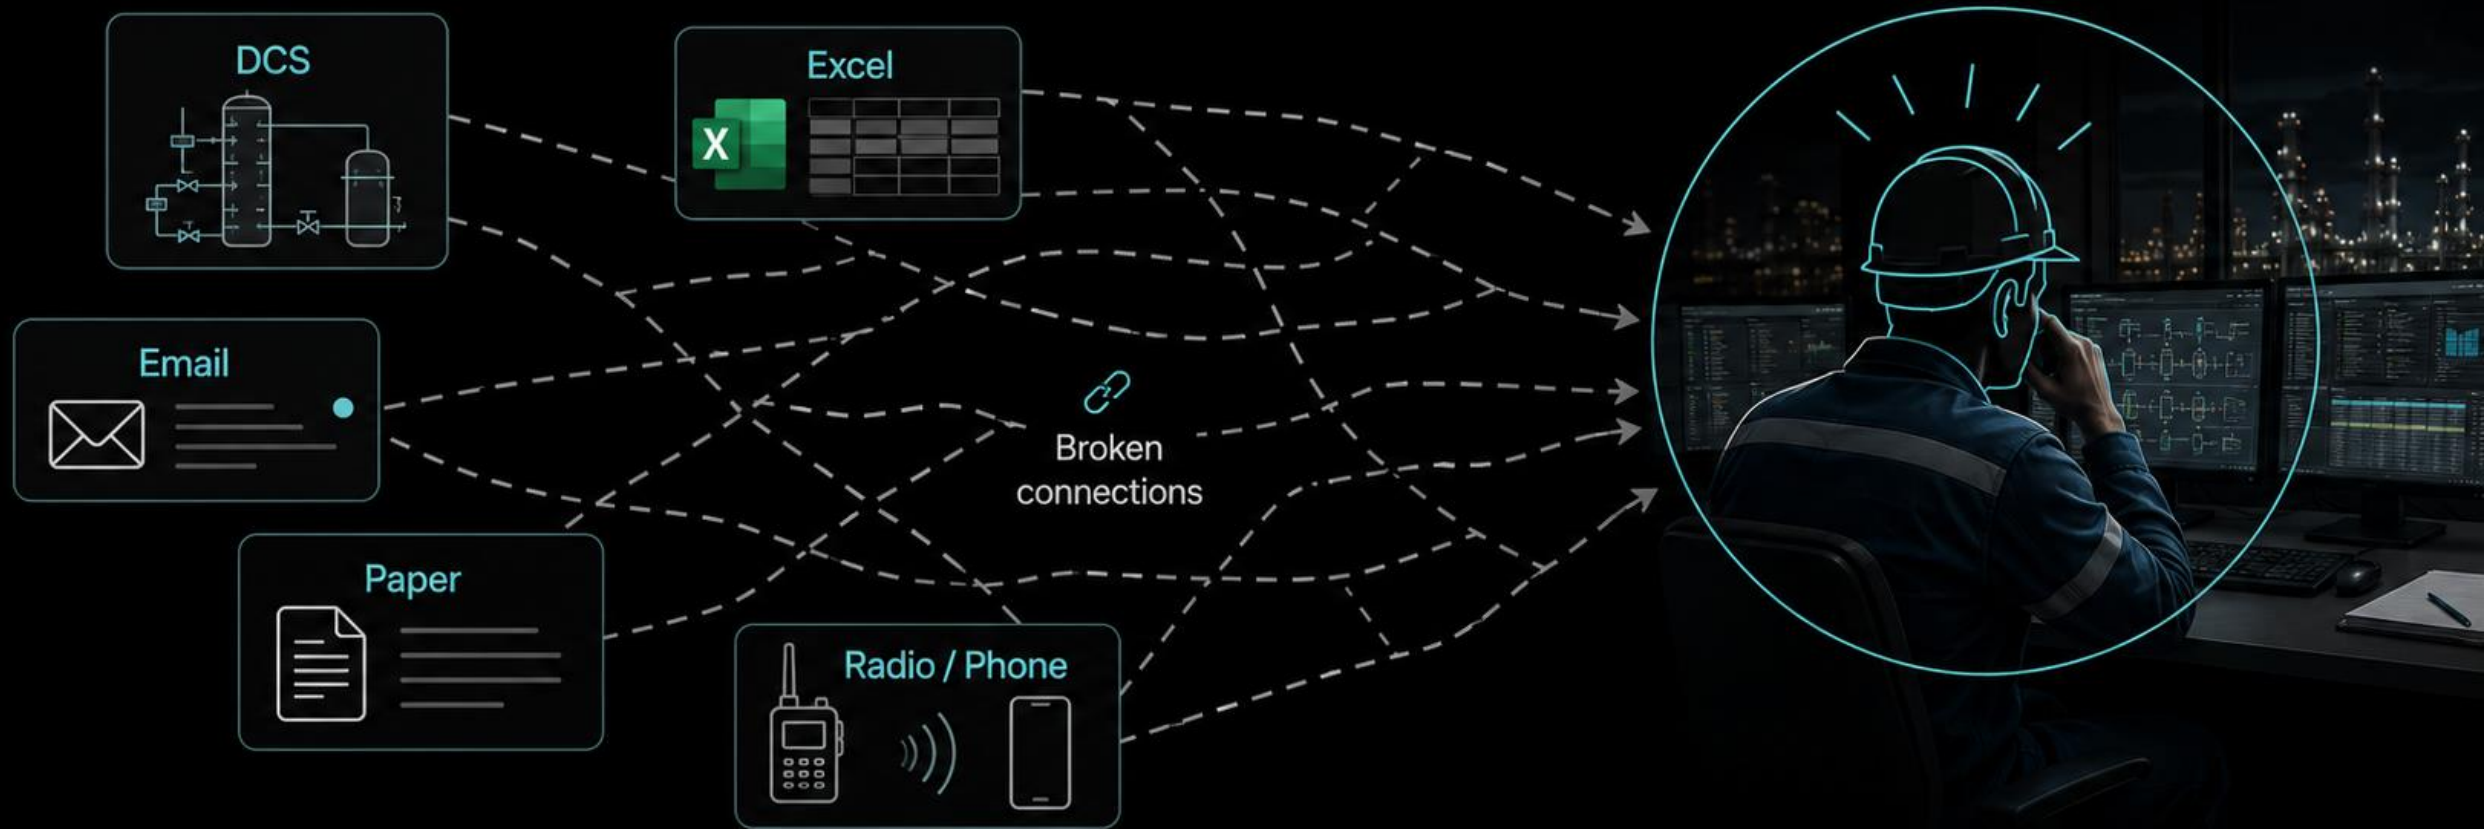 DCS
Excel
X
Email
Broken
connections
Paper
Radio / Phone